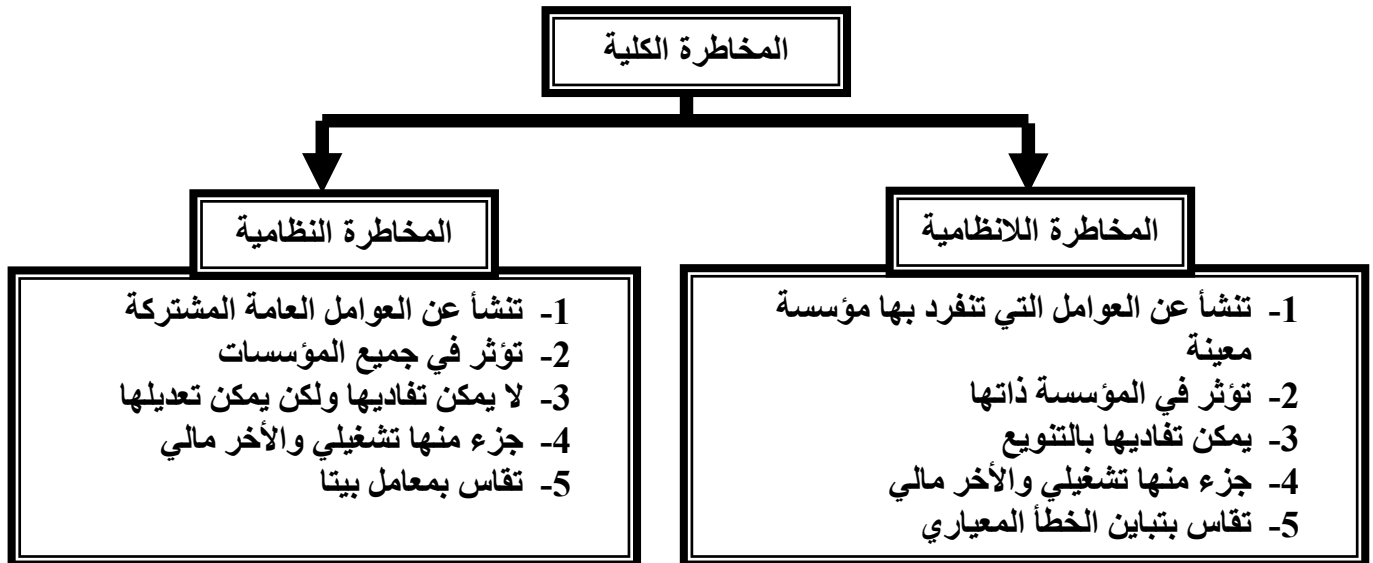 المخاطرة الكلية
المخاطرة اللانظامية
1- تنشأ عن العوامل التي تنفرد بها مؤسسة
معينة
2- تؤثر في المؤسسة ذاتها
3- يمكن تفاديها بالتنويع
4- جزء منها تشغيلي والأخر مالي
5- تقاس بتباين الخطأ المعياري
المخاطرة النظامية
1- تنشأ عن العوامل العامة المشتركة
2- تؤثر في جميع المؤسسات
3- لا يمكن تفاديها ولكن يمكن تعديلها
4- جزء منها تشغيلي والأخر مالي
5- تقاس بمعامل بيتا